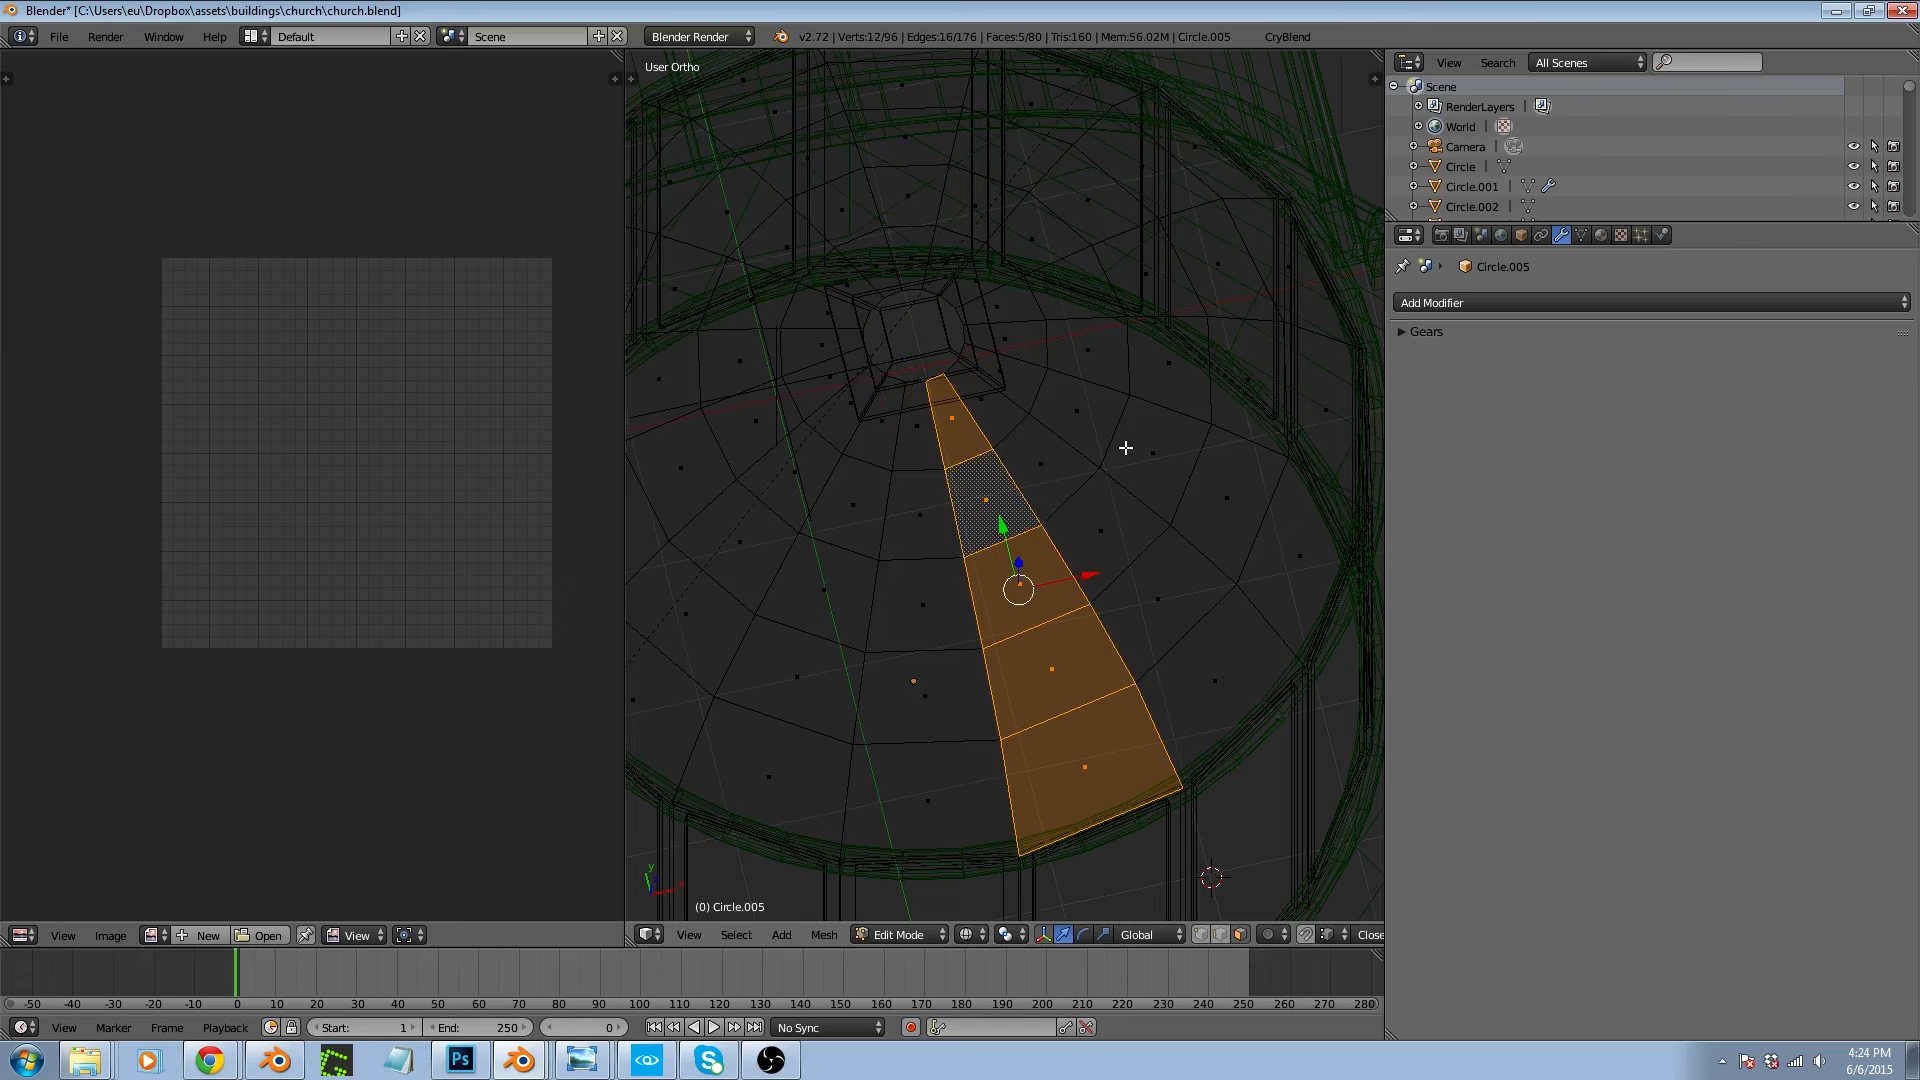 Blender* [C:\Users\eu\Dropbox\assets\buildings\church\church.blend]
File Render Window Help Default Scene Blender Render v2.72 | Verts:12/96 | Edges:16/176 | Faces:5/80 | Tris:160 | Mem:56.02M | Circle.005 CryBlend
User Ortho
View Search All Scenes
Scene
RenderLayers
World
Camera
Circle
Circle.001
Circle.002
Circle.005
Add Modifier
Gears
y
(0) Circle.005
View Image New Open View
View Select Add Mesh Edit Mode Global Close
-50 -40 -30 -20 -10 0 10 20 30 40 50 60 70 80 90 100 110 120 130 140 150 160 170 180 190 200 210 220 230 240 250 260 270 280
View Marker Frame Playback Start: 1 End: 250 0 No Sync
Ps
4:24 PM
6/6/2015